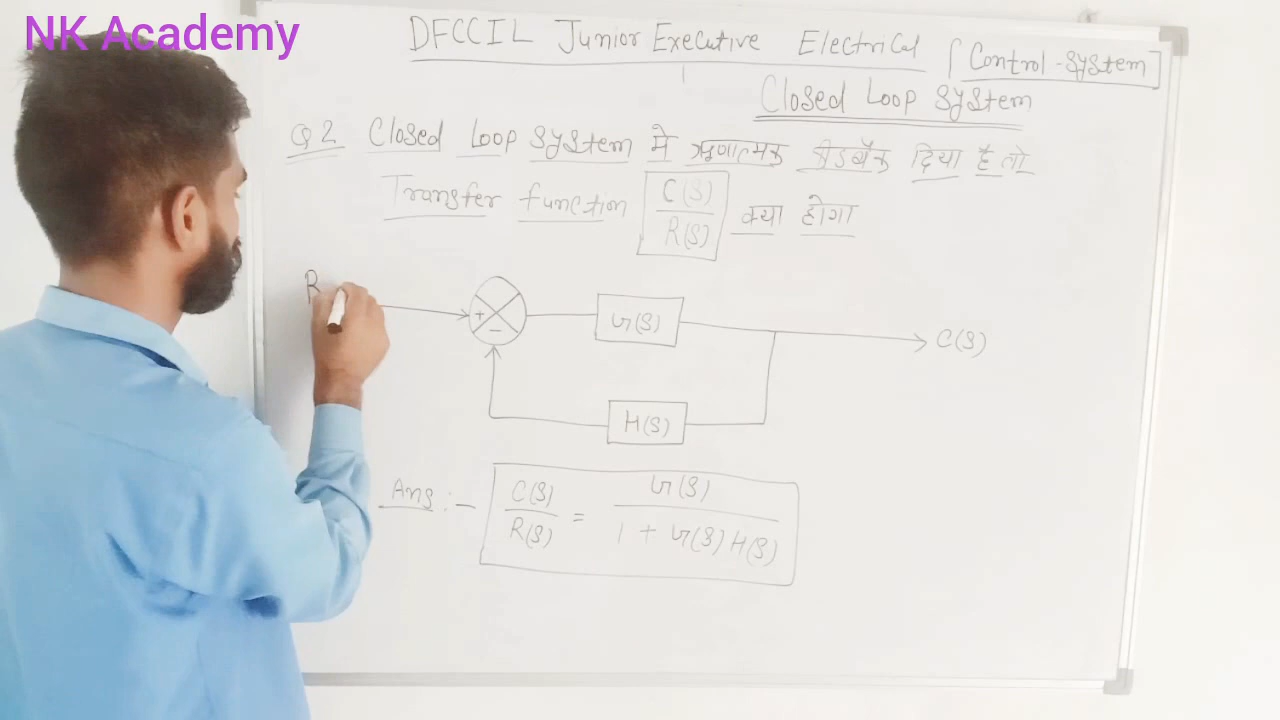 NK Academy
DFCCIL Junior Executive Electrical [Control-System]
Closed Loop System
Q2 Closed Loop System में ऋणात्मक फीडबैक दिया है तो
Transfer function C(S)/R(S) क्या होगा
R
+
−
G(S)
C(S)
H(S)
Ans :- C(S)/R(S) = G(S)/1 + G(S)H(S)